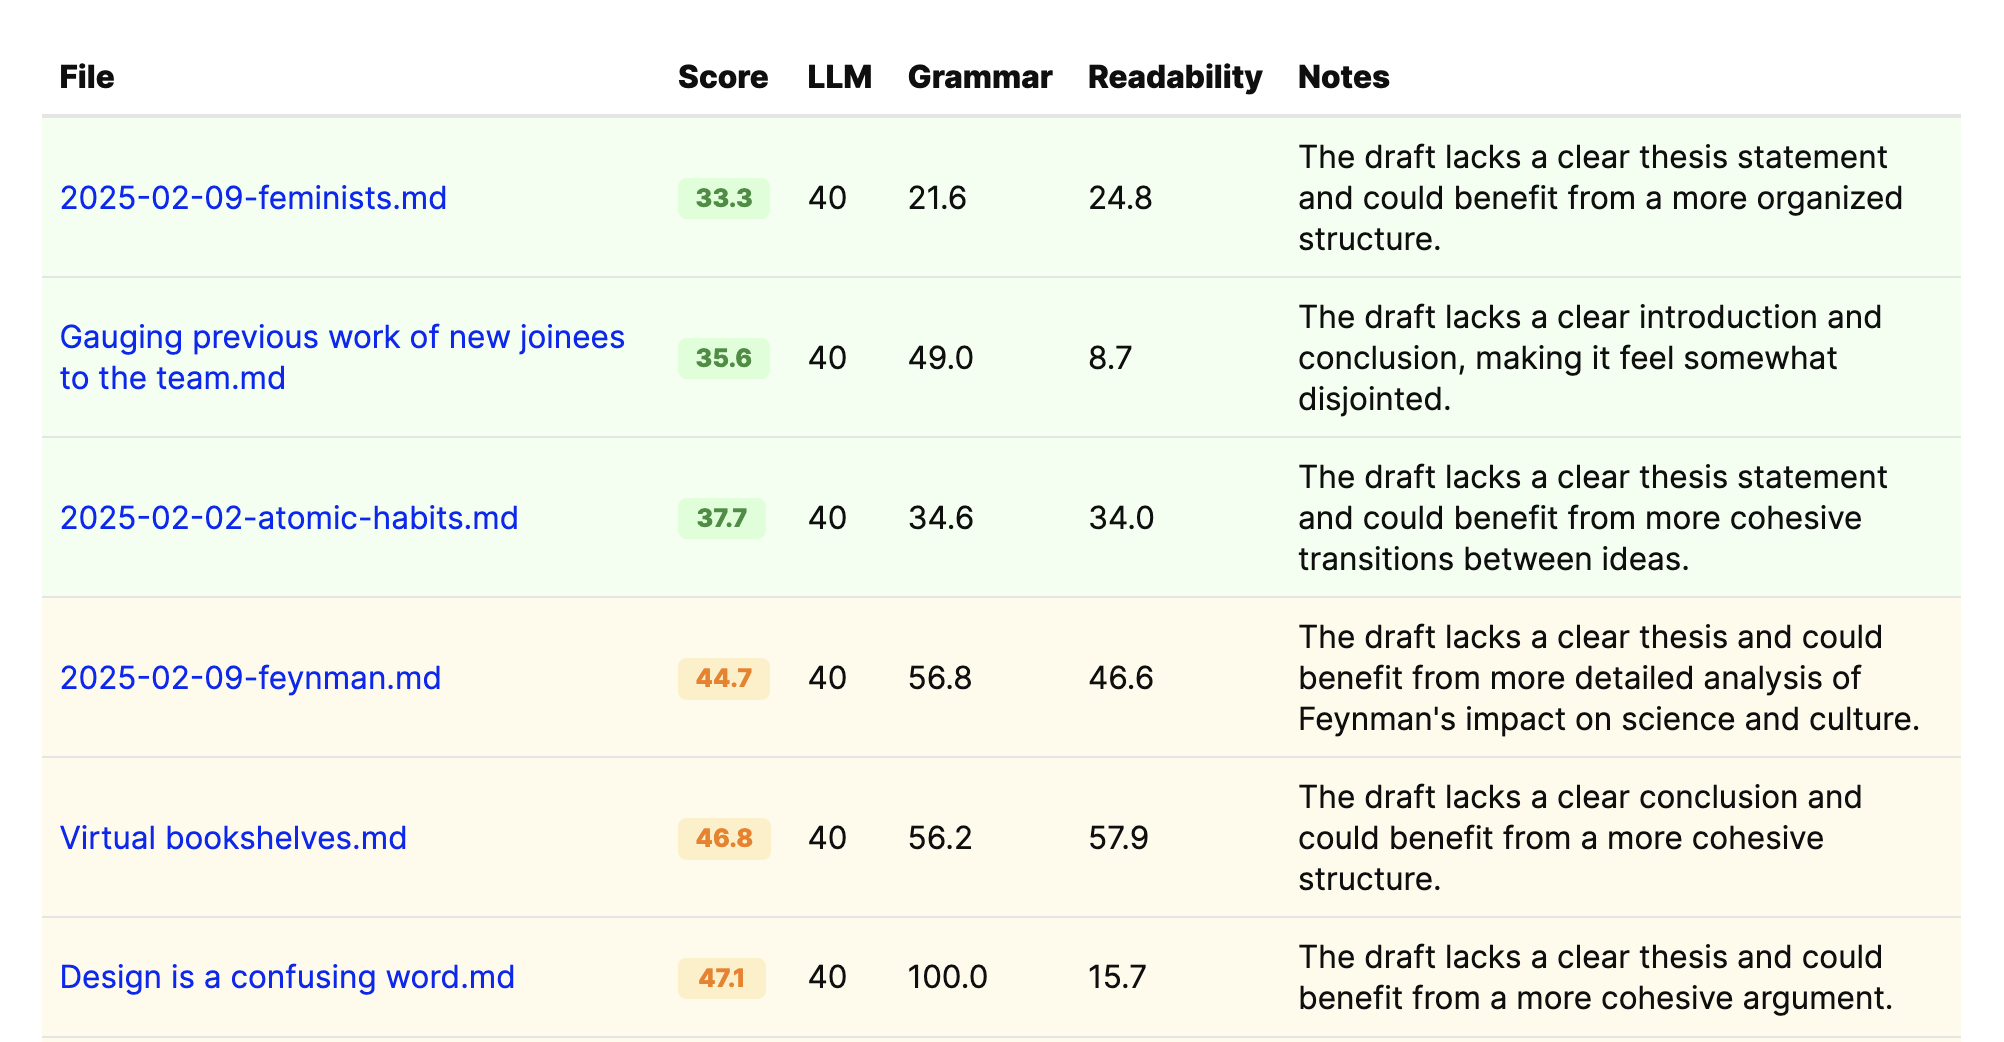 File Score LLM Grammar Readability Notes
2025-02-09-feminists.md 33.3 40 21.6 24.8 The draft lacks a clear thesis statement
and could benefit from a more organized
structure.
Gauging previous work of new joinees
to the team.md 35.6 40 49.0 8.7 The draft lacks a clear introduction and
conclusion, making it feel somewhat
disjointed.
2025-02-02-atomic-habits.md 37.7 40 34.6 34.0 The draft lacks a clear thesis statement
and could benefit from more cohesive
transitions between ideas.
2025-02-09-feynman.md 44.7 40 56.8 46.6 The draft lacks a clear thesis and could
benefit from more detailed analysis of
Feynman's impact on science and culture.
Virtual bookshelves.md 46.8 40 56.2 57.9 The draft lacks a clear conclusion and
could benefit from a more cohesive
structure.
Design is a confusing word.md 47.1 40 100.0 15.7 The draft lacks a clear thesis and could
benefit from a more cohesive argument.